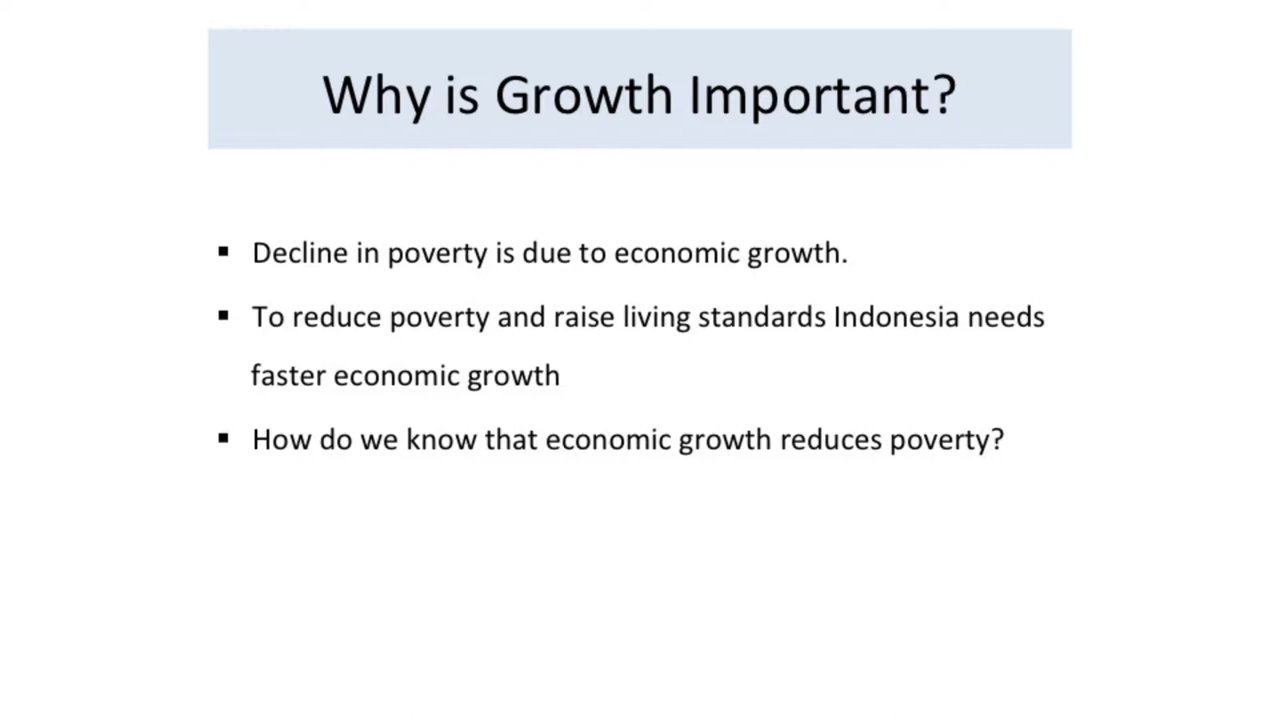 Why is Growth Important?
▪ Decline in poverty is due to economic growth.
▪ To reduce poverty and raise living standards Indonesia needs
faster economic growth
▪ How do we know that economic growth reduces poverty?